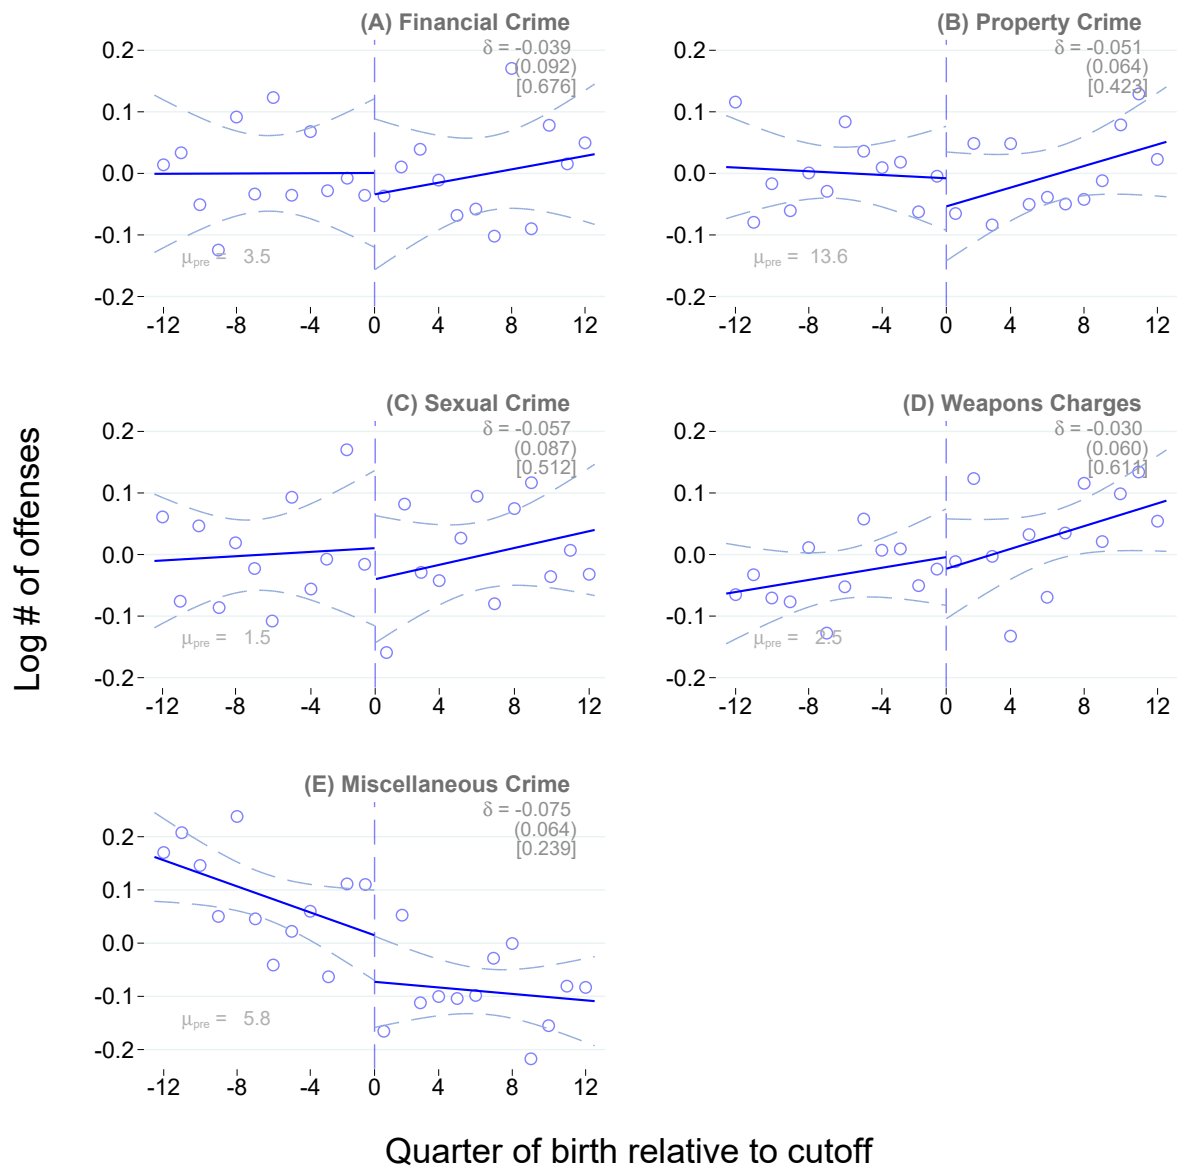 (A) Financial Crime
δ = -0.039
(0.092)
[0.676]
0.2
0.1
0.0
-0.1
-0.2
μpre = 3.5
-12 -8 -4 0 4 8 12
(B) Property Crime
δ = -0.051
(0.064)
[0.423]
0.2
0.1
0.0
-0.1
-0.2
μpre = 13.6
-12 -8 -4 0 4 8 12
Log # of offenses
(C) Sexual Crime
δ = -0.057
(0.087)
[0.512]
0.2
0.1
0.0
-0.1
-0.2
μpre = 1.5
-12 -8 -4 0 4 8 12
(D) Weapons Charges
δ = -0.030
(0.060)
[0.611]
0.2
0.1
0.0
-0.1
-0.2
μpre = 2.5
-12 -8 -4 0 4 8 12
(E) Miscellaneous Crime
δ = -0.075
(0.064)
[0.239]
0.2
0.1
0.0
-0.1
-0.2
μpre = 5.8
-12 -8 -4 0 4 8 12
Quarter of birth relative to cutoff